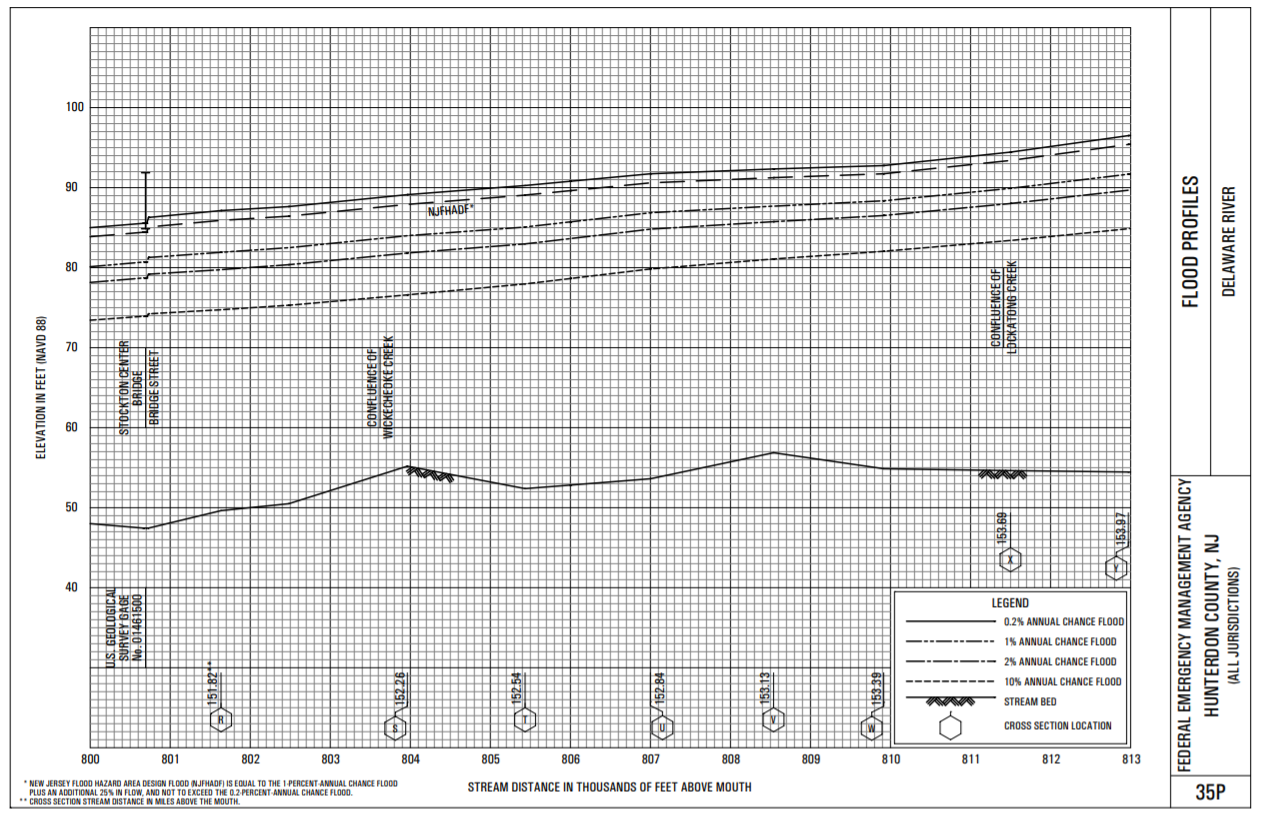 100
90
80
70
60
50
40
ELEVATION IN FEET (NAVD 88)
NJFHADF*
STOCKTON CENTER
BRIDGE
BRIDGE STREET
CONFLUENCE OF
WICKECHEOKE CREEK
CONFLUENCE OF
LOCKATONG CREEK
U.S. GEOLOGICAL
SURVEY GAGE
No. 01461500
151.82**
R
152.26
S
152.54
T
152.84
U
153.13
V
153.39
W
153.69
X
153.97
Y
LEGEND
0.2% ANNUAL CHANCE FLOOD
1% ANNUAL CHANCE FLOOD
2% ANNUAL CHANCE FLOOD
10% ANNUAL CHANCE FLOOD
STREAM BED
CROSS SECTION LOCATION
800 801 802 803 804 805 806 807 808 809 810 811 812 813
STREAM DISTANCE IN THOUSANDS OF FEET ABOVE MOUTH
* NEW JERSEY FLOOD HAZARD AREA DESIGN FLOOD (NJFHADF) IS EQUAL TO THE 1-PERCENT-ANNUAL CHANCE FLOOD
PLUS AN ADDITIONAL 25% IN FLOW, AND NOT TO EXCEED THE 0.2-PERCENT-ANNUAL CHANCE FLOOD.
** CROSS SECTION STREAM DISTANCE IN MILES ABOVE THE MOUTH.
FLOOD PROFILES
DELAWARE RIVER
FEDERAL EMERGENCY MANAGEMENT AGENCY
HUNTERDON COUNTY, NJ
(ALL JURISDICTIONS)
35P